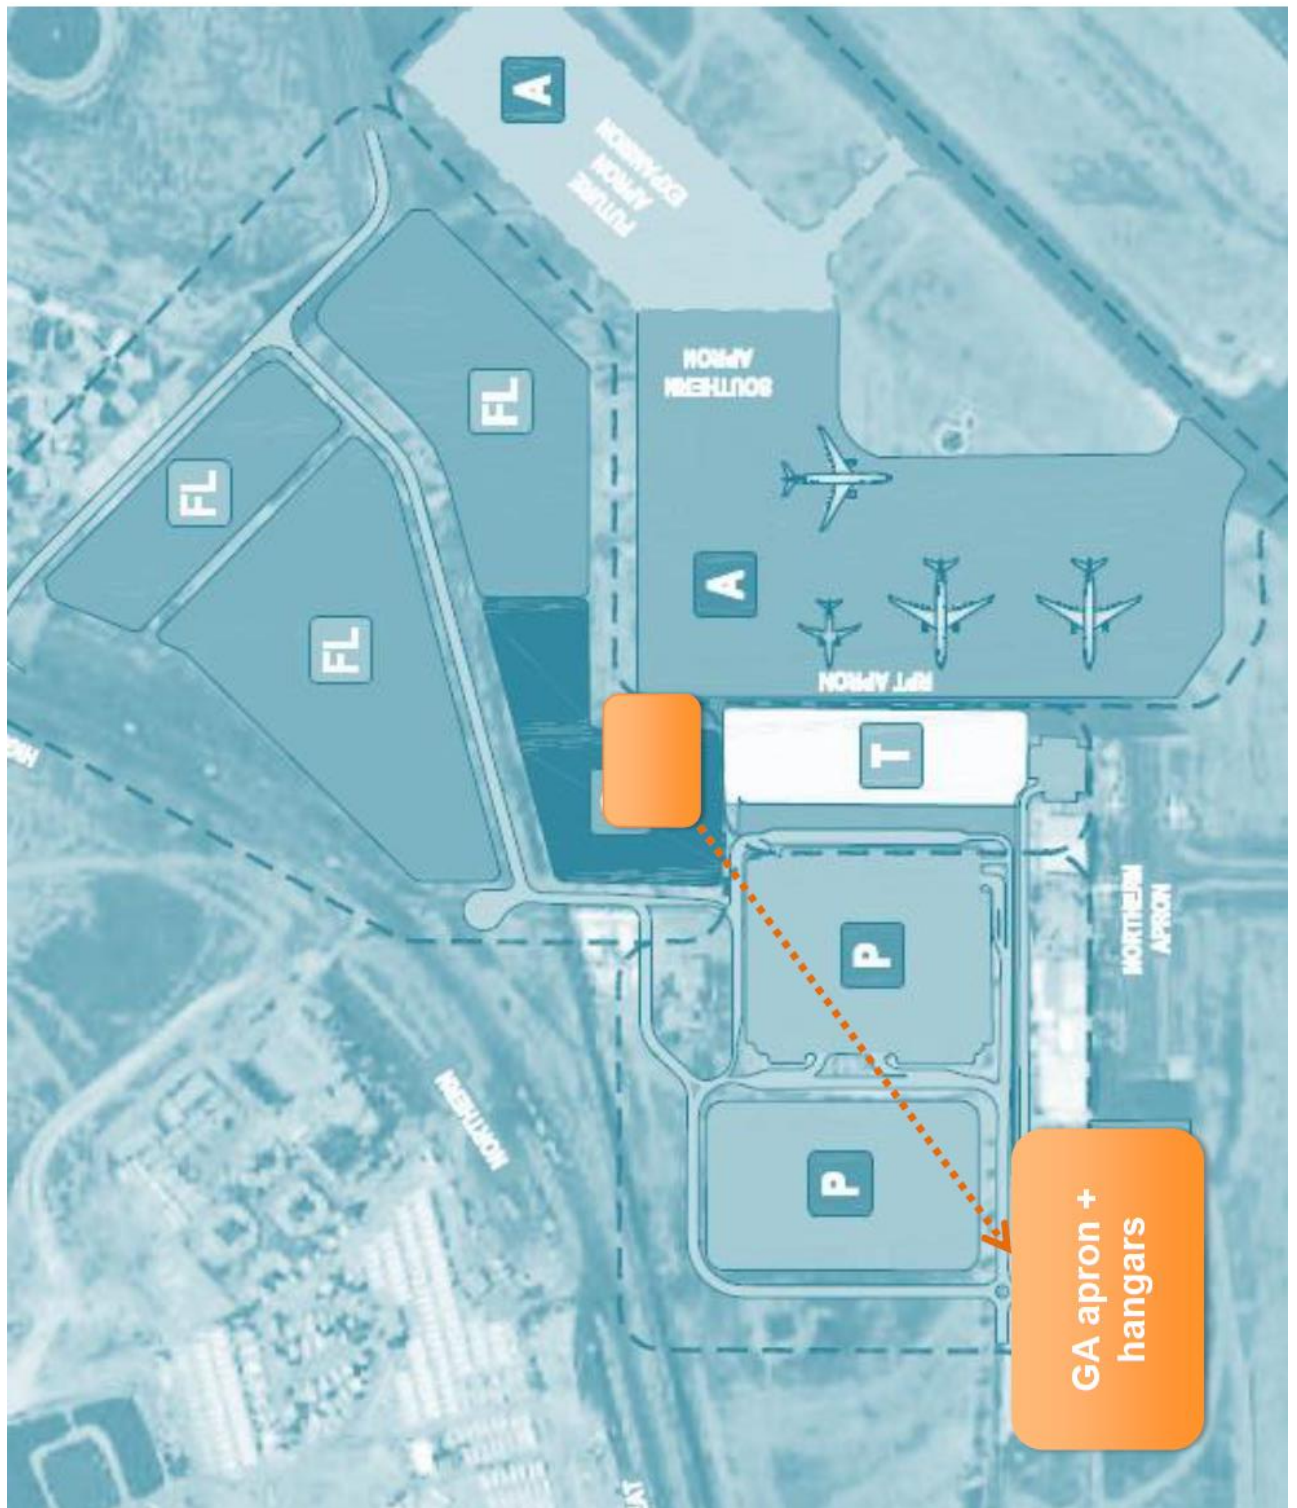 A
FUTURE
APRON
EXPANSION
SOUTHERN
APRON
FL
FL
FL
A
RPT APRON
T
P
NORTHERN
APRON
NORTHERN
P
GA apron +
hangars